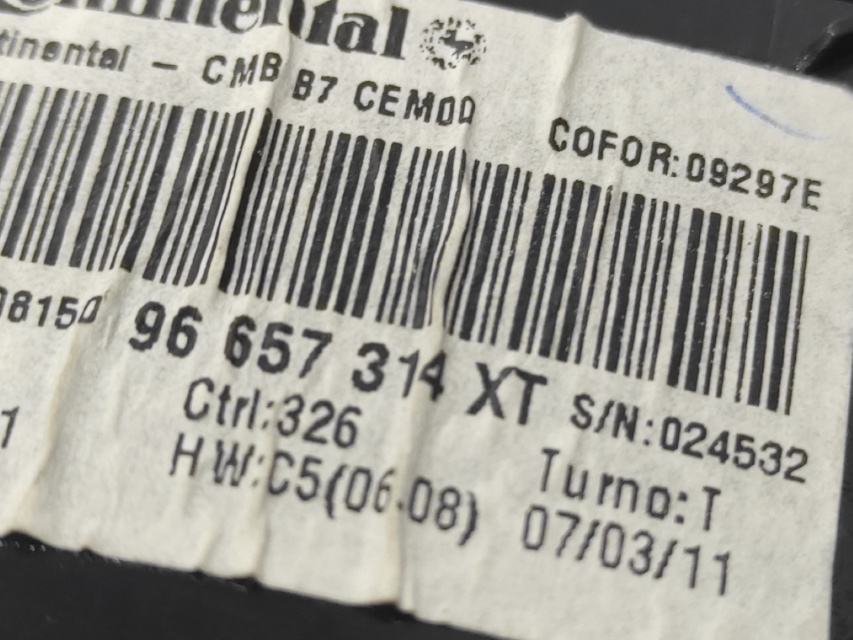 Continental
ntinental - CMB B7 CEMOD
COFOR:09297E
96 657 314 XT
S/N:024532
Ctrl:326
Turno:T
HW:C5(06.08)
07/03/11